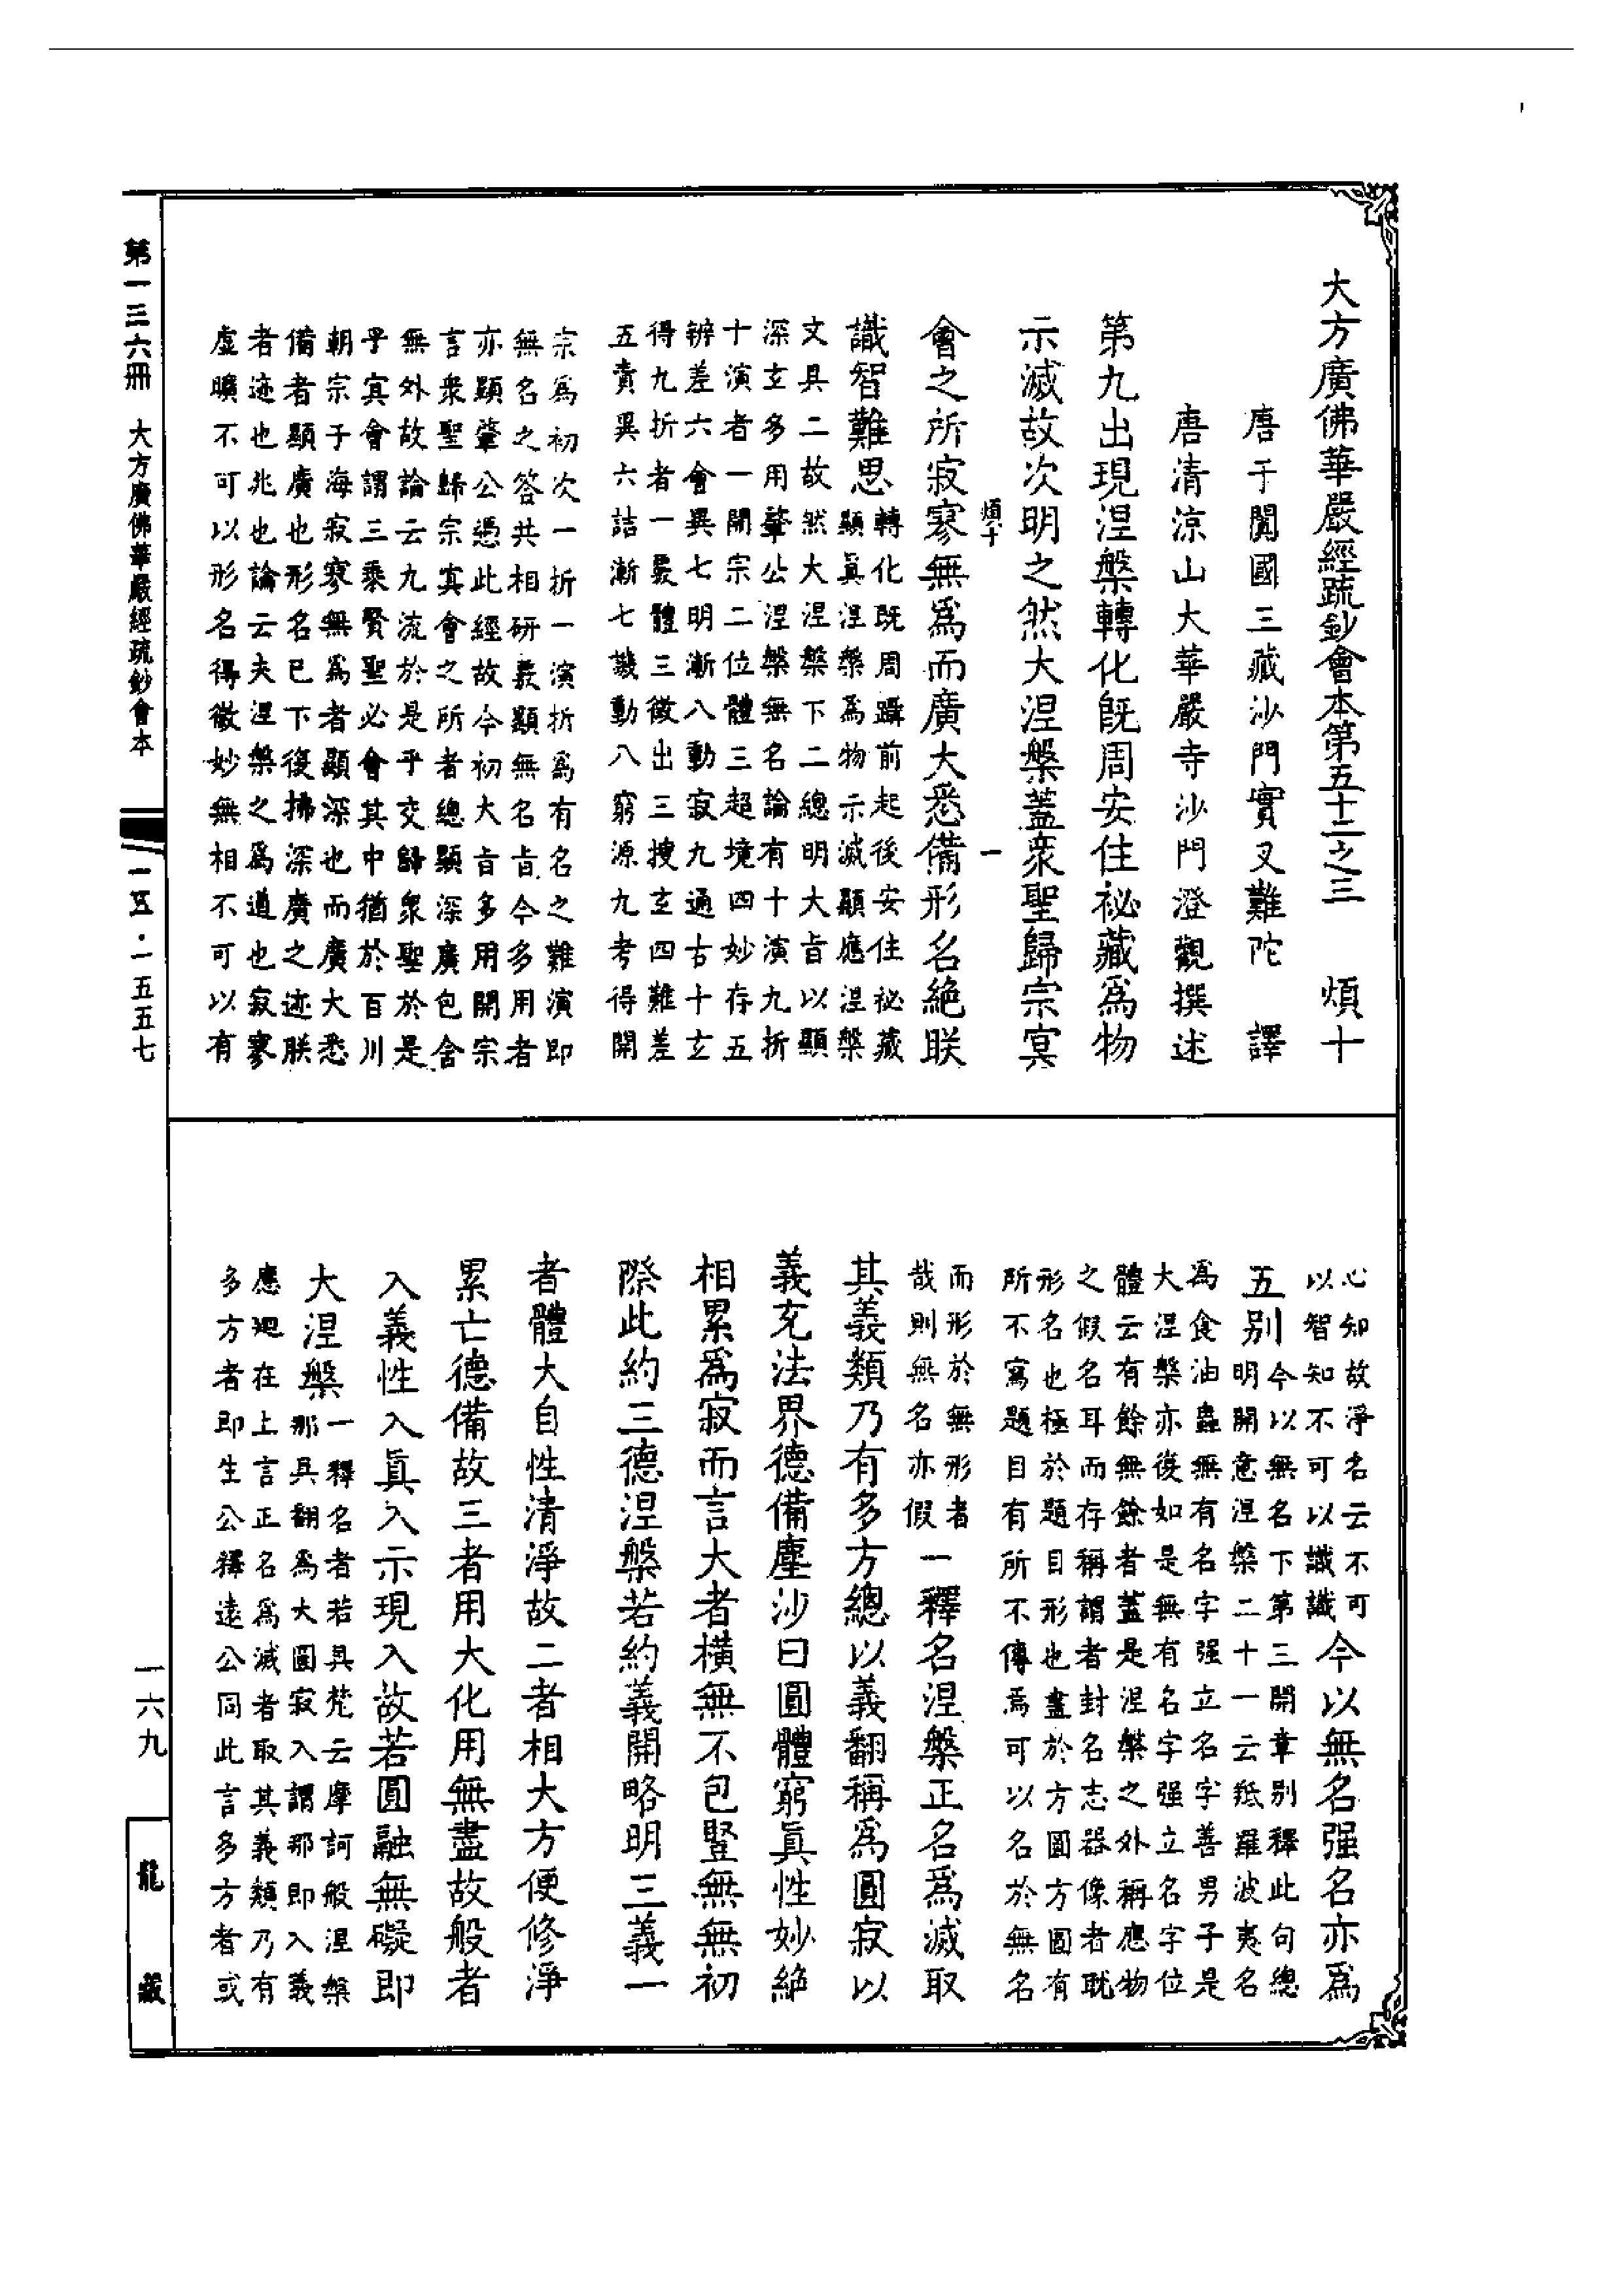 大方廣佛華嚴經疏鈔會本第五十二之三　煩十
唐于闐國三藏沙門實叉難陀　譯
唐清涼山大華嚴寺沙門澄觀撰述
第九出現涅槃轉化旣周安住祕藏爲物
示滅故次明之然大涅槃蓋衆聖歸宗冥
煩十　一
會之所寂寥無爲而廣大悉備形名絶朕
識智難思
轉化既周躡前起後安住祕藏
顯眞涅槃爲物示滅顯應涅槃
文具二故然大涅槃下二總明大旨以顯
深玄多用肇公涅槃無名論有十演九折
十演者一開宗二位體三超境四妙存五
辨差六會異七明漸八動寂九通古十玄
得九折者一覈體三徵出三搜玄四難差
五責異六詰漸七譏動八窮源九考得開
宗爲初次一折一演折爲有名之難演即
無名之答共相研覈顯無名旨今多用者
亦顯肇公憑此經故今初大旨多用開宗
言衆聖歸宗冥會之所者總顯深廣包含
無外故論云九流於是乎交歸衆聖於是
乎冥會謂三乘賢聖必會其中猶於百川
朝宗于海寂寥無爲者顯深也而廣大悉
備者顯廣也形名已下復拂深廣之迹朕
者迹也兆也論云夫涅槃之爲道也寂寥
虛曠不可以形名得微妙無相不可以有
心知故淨名云不可
以智知不可以識識
今以無名强名亦爲
五別
今以無名下第三開章別釋此句總
明開意涅槃二十一云羝羅波夷名
爲食油蟲無有名字强立名字善男子是
大涅槃亦復如是無有名字强立名字位
體云有餘無餘者蓋是涅槃之外稱應物
之假名耳而存稱謂者封名志器像者耽
形名也極於題目形也盡於方圓方圓有
所不寫題目有所不傳焉可以名於無名
而形於無形者
哉則無名亦假
一釋名涅槃正名爲滅取
其義類乃有多方總以義翻稱爲圓寂以
義充法界德備塵沙曰圓體窮眞性妙絶
相累爲寂而言大者橫無不包豎無無初
際此約三德涅槃若約義開略明三義一
者體大自性清淨故二者相大方便修淨
累亡德備故三者用大化用無盡故般者
入義性入眞入示現入故若圓融無礙即
大涅槃
一釋名者若具梵云摩訶般涅槃
那具翻爲大圓寂入謂那即入義
應迴在上言正名爲滅者取其義類乃有
多方者即生公釋遠公同此言多方者或
第一三六冊　大方廣佛華嚴經疏鈔會本
一五·一五五七
一六九
龍藏